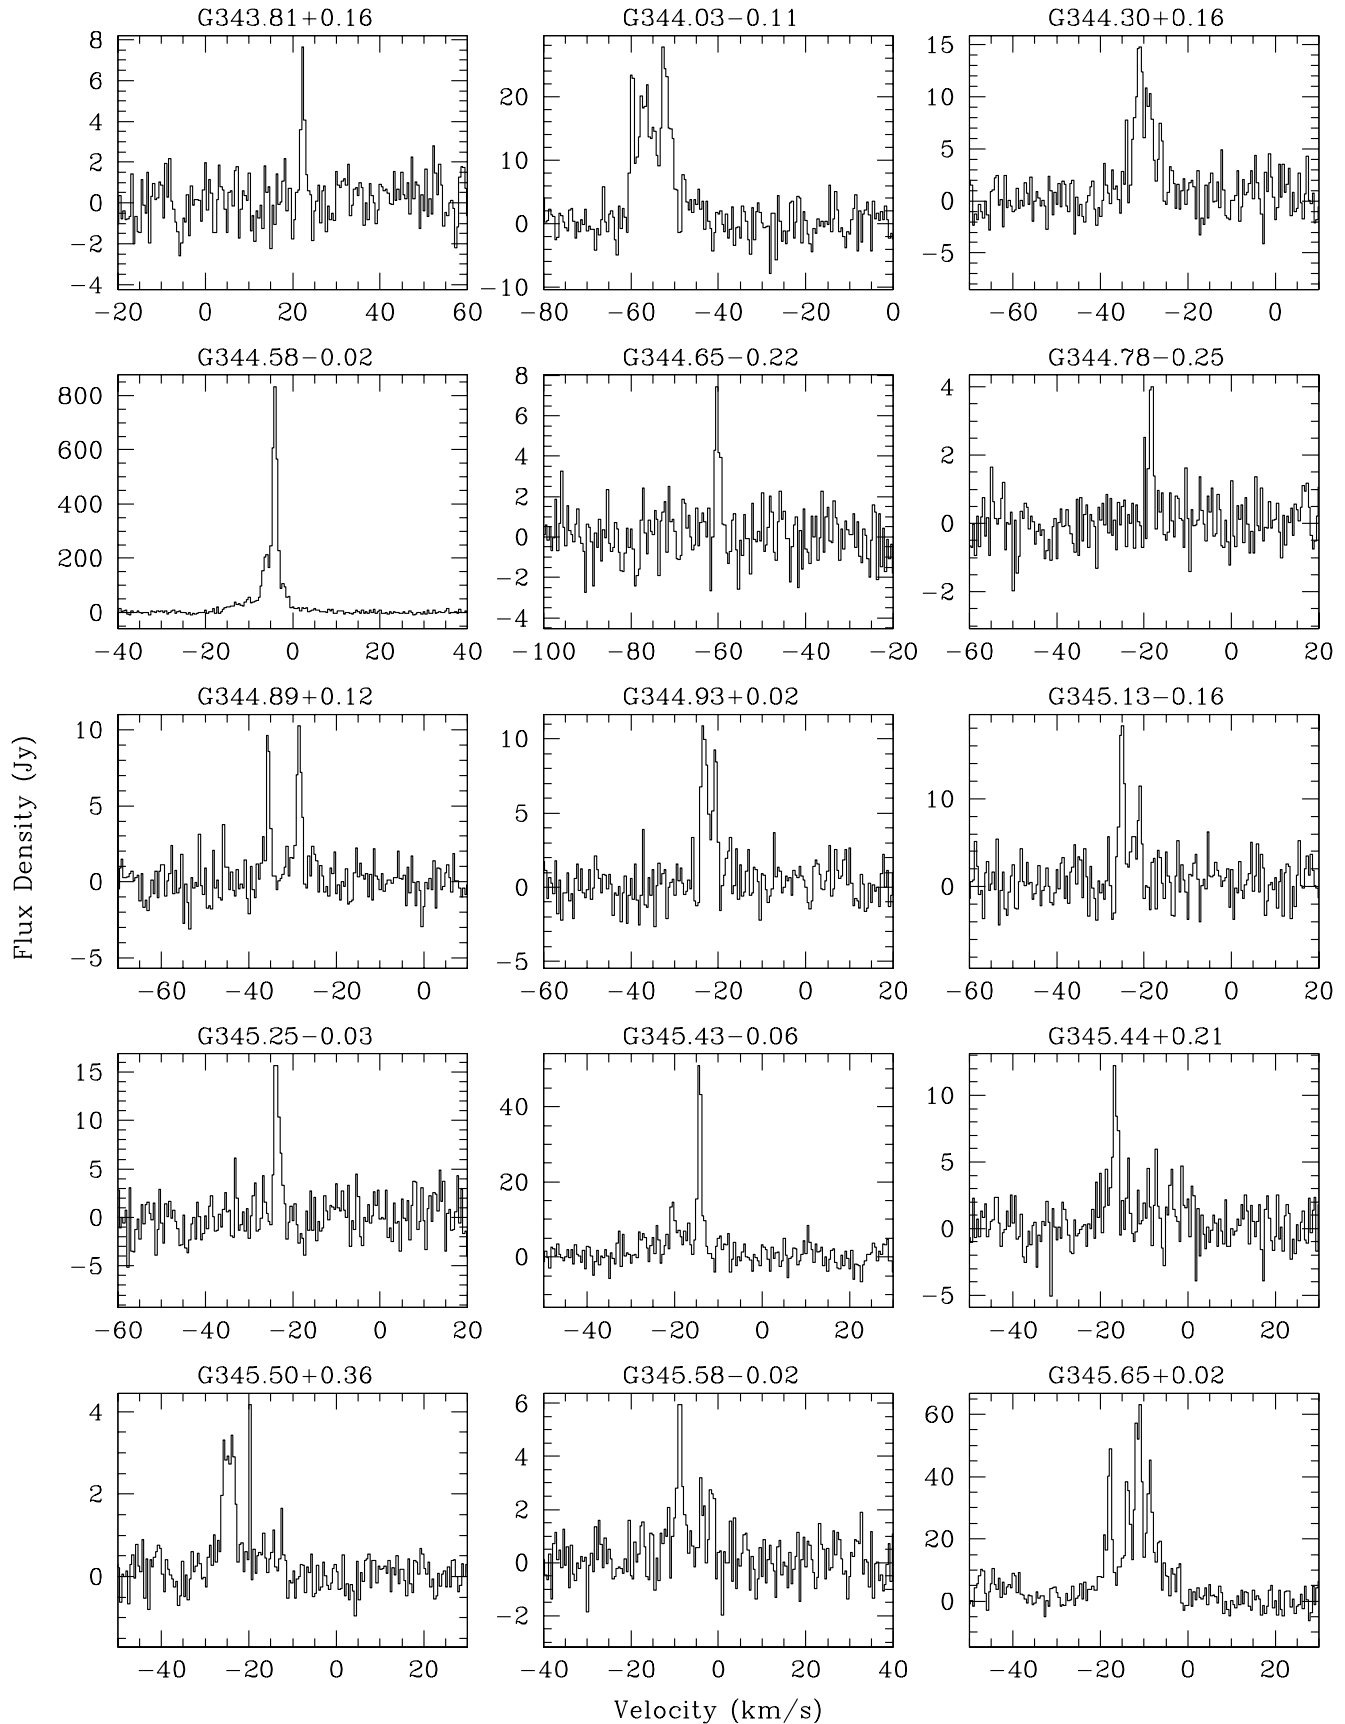 G343.81+0.16 G344.03−0.11 G344.30+0.16
8 6 4 2 0 −2 −4
20 10 0 −10
15 10 5 0 −5
−20 0 20 40 60 −80 −60 −40 −20 0 −60 −40 −20 0
G344.58−0.02 G344.65−0.22 G344.78−0.25
800 600 400 200 0
8 6 4 2 0 −2 −4
4 2 0 −2
−40 −20 0 20 40 −100 −80 −60 −40 −20 −60 −40 −20 0 20
G344.89+0.12 G344.93+0.02 G345.13−0.16
10 5 0 −5
10 5 0 −5
10 0
−60 −40 −20 0 −60 −40 −20 0 20 −60 −40 −20 0 20
Flux Density (Jy)
G345.25−0.03 G345.43−0.06 G345.44+0.21
15 10 5 0 −5
40 20 0
10 5 0 −5
−60 −40 −20 0 20 −40 −20 0 20 −40 −20 0 20
G345.50+0.36 G345.58−0.02 G345.65+0.02
4 2 0
6 4 2 0 −2
60 40 20 0
−40 −20 0 20 −40 −20 0 20 40 −40 −20 0 20
Velocity (km/s)